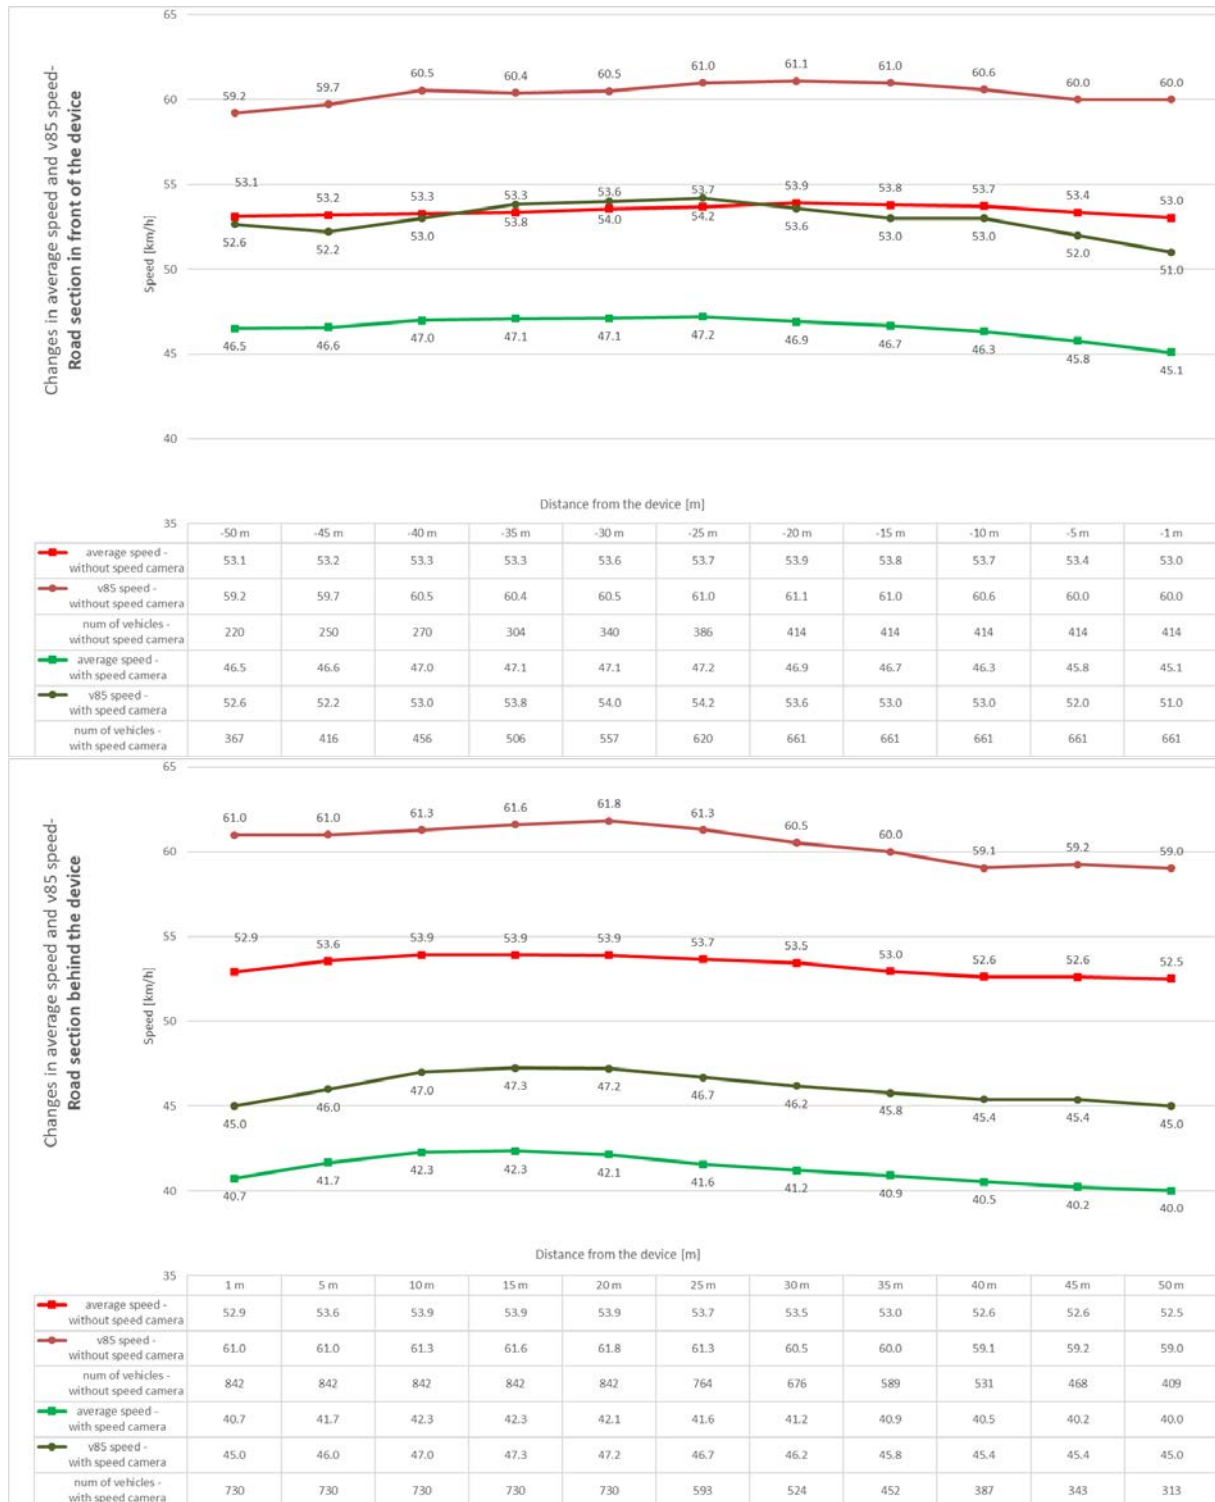 Changes in average speed and v85 speed-
Road section in front of the device
Speed [km/h]
65
60
55
50
45
40
35
59.2 59.7 60.5 60.4 60.5 61.0 61.1 61.0 60.6 60.0 60.0
53.1 53.2 53.3 53.3 53.6 53.7 53.9 53.8 53.7 53.4 53.0
52.6 52.2 53.0 53.8 54.0 54.2 53.6 53.0 53.0 52.0 51.0
46.5 46.6 47.0 47.1 47.1 47.2 46.9 46.7 46.3 45.8 45.1
Distance from the device [m]
-50 m -45 m -40 m -35 m -30 m -25 m -20 m -15 m -10 m -5 m -1 m
average speed -
without speed camera 53.1 53.2 53.3 53.3 53.6 53.7 53.9 53.8 53.7 53.4 53.0
v85 speed -
without speed camera 59.2 59.7 60.5 60.4 60.5 61.0 61.1 61.0 60.6 60.0 60.0
num of vehicles -
without speed camera 220 250 270 304 340 386 414 414 414 414 414
average speed -
with speed camera 46.5 46.6 47.0 47.1 47.1 47.2 46.9 46.7 46.3 45.8 45.1
v85 speed -
with speed camera 52.6 52.2 53.0 53.8 54.0 54.2 53.6 53.0 53.0 52.0 51.0
num of vehicles -
with speed camera 367 416 456 506 557 620 661 661 661 661 661
Changes in average speed and v85 speed-
Road section behind the device
Speed [km/h]
65
60
55
50
45
40
35
61.0 61.0 61.3 61.6 61.8 61.3 60.5 60.0 59.1 59.2 59.0
52.9 53.6 53.9 53.9 53.9 53.7 53.5 53.0 52.6 52.6 52.5
45.0 46.0 47.0 47.3 47.2 46.7 46.2 45.8 45.4 45.4 45.0
40.7 41.7 42.3 42.3 42.1 41.6 41.2 40.9 40.5 40.2 40.0
Distance from the device [m]
1 m 5 m 10 m 15 m 20 m 25 m 30 m 35 m 40 m 45 m 50 m
average speed -
without speed camera 52.9 53.6 53.9 53.9 53.9 53.7 53.5 53.0 52.6 52.6 52.5
v85 speed -
without speed camera 61.0 61.0 61.3 61.6 61.8 61.3 60.5 60.0 59.1 59.2 59.0
num of vehicles -
without speed camera 842 842 842 842 842 764 676 589 531 468 409
average speed -
with speed camera 40.7 41.7 42.3 42.3 42.1 41.6 41.2 40.9 40.5 40.2 40.0
v85 speed -
with speed camera 45.0 46.0 47.0 47.3 47.2 46.7 46.2 45.8 45.4 45.4 45.0
num of vehicles -
with speed camera 730 730 730 730 730 593 524 452 387 343 313